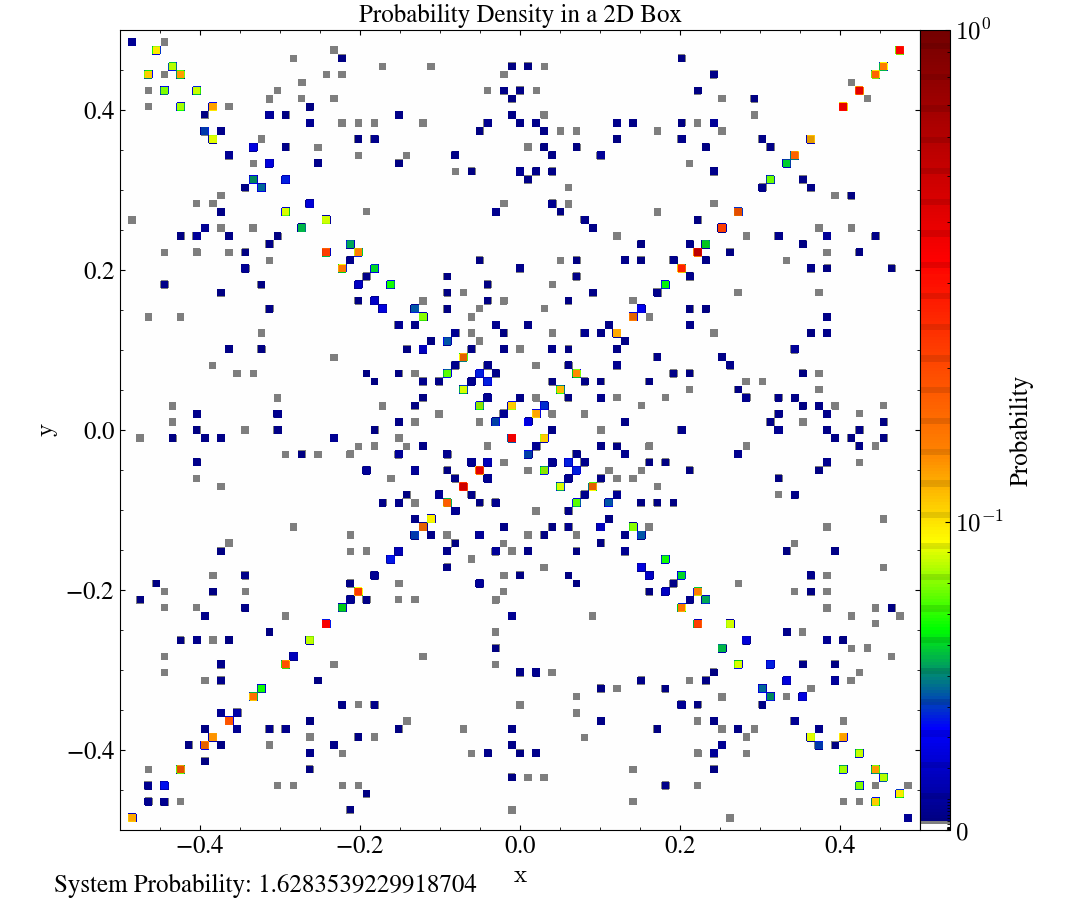 Probability Density in a 2D Box
10⁰
0.4
0.2
y
0.0
Probability
10⁻¹
−0.2
−0.4
0
−0.4 −0.2 0.0 0.2 0.4
x
System Probability: 1.6283539229918704